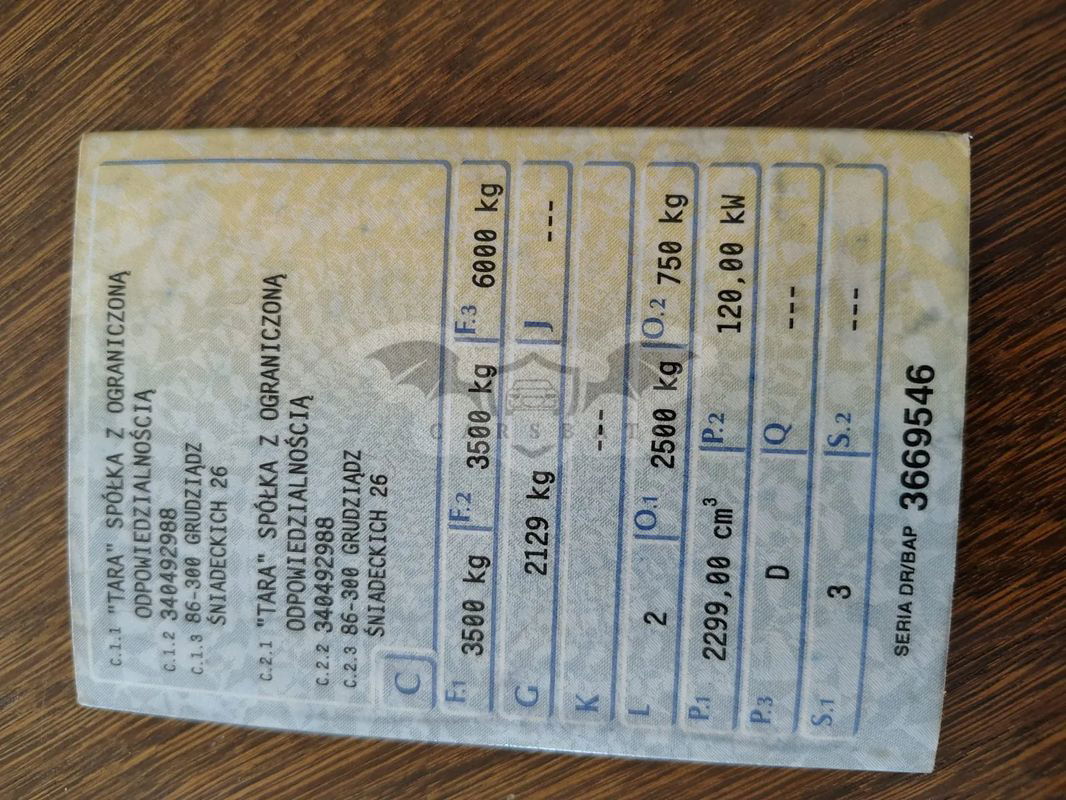 C.1.1 "TARA" SPÓŁKA Z OGRANICZONĄ
ODPOWIEDZIALNOŚCIĄ
C.1.2 340492988
C.1.3 86-300 GRUDZIĄDZ
ŚNIADECKICH 26
C.2.1 "TARA" SPÓŁKA Z OGRANICZONĄ
ODPOWIEDZIALNOŚCIĄ
C.2.2 340492988
C.2.3 86-300 GRUDZIĄDZ
ŚNIADECKICH 26
C
F.1 3500 kg F.2 3500 kg F.3 6000 kg
G 2129 kg J ---
K ---
L 2 O.1 2500 kg O.2 750 kg
P.1 2299,00 cm³ P.2 120,00 kW
P.3 D Q ---
S.1 3 S.2 ---
SERIA DR/BAP 3669546